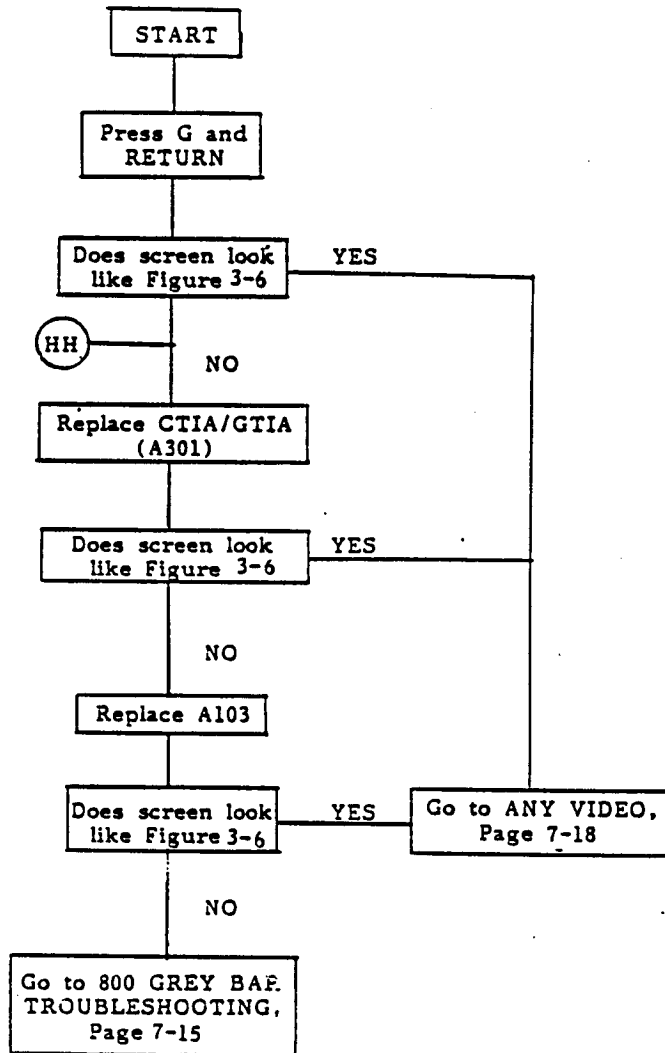 START
Press G and
RETURN
Does screen look
like Figure 3-6
YES
HH
NO
Replace CTIA/GTIA
(A301)
Does screen look
like Figure 3-6
YES
NO
Replace A103
Does screen look
like Figure 3-6
YES
Go to ANY VIDEO,
Page 7-18
NO
Go to 800 GREY BAR
TROUBLESHOOTING,
Page 7-15